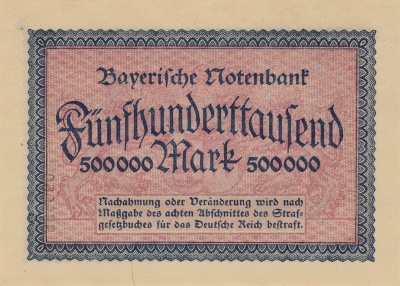 Bayerische Notenbank
Fünfhunderttausend
500000 Mark 500000
Nachahmung oder Veränderung wird nach
Maßgabe des achten Abschnittes des Straf-
gesetzbuches für das Deutsche Reich bestraft.